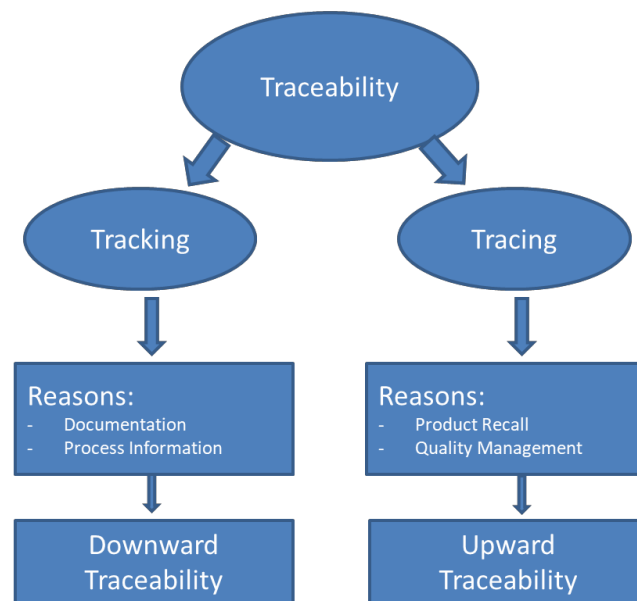 Traceability
Tracking
Tracing
Reasons:
- Documentation
- Process Information
Reasons:
- Product Recall
- Quality Management
Downward
Traceability
Upward
Traceability